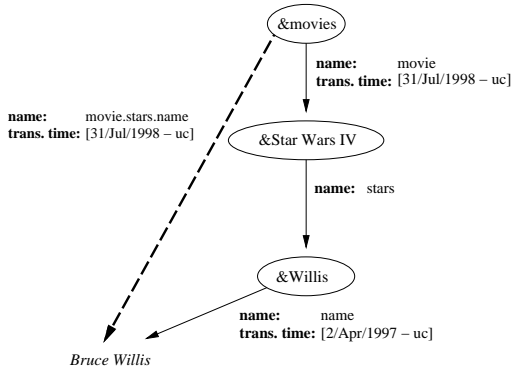 &movies
name: movie
trans. time: [31/Jul/1998 – uc]
name: movie.stars.name
trans. time: [31/Jul/1998 – uc]
&Star Wars IV
name: stars
&Willis
name: name
trans. time: [2/Apr/1997 – uc]
Bruce Willis